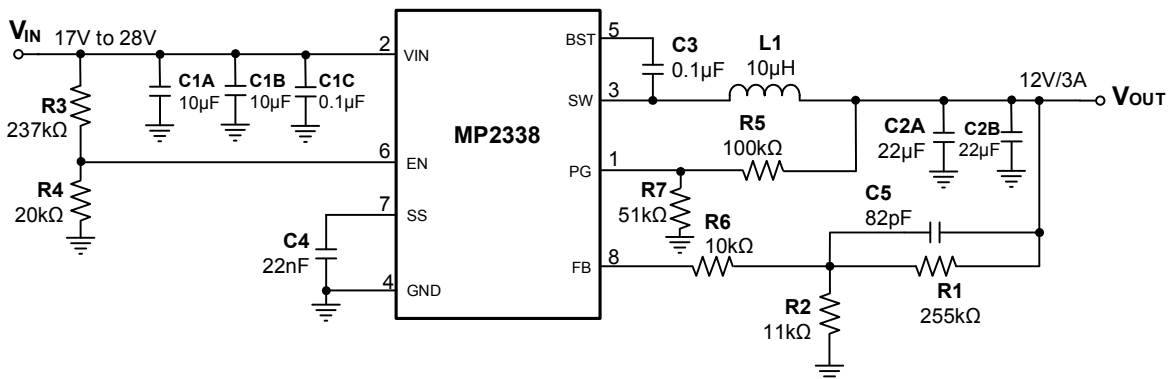 VIN 17V to 28V
R3
237kΩ
R4
20kΩ
C1A
10µF
C1B
10µF
C1C
0.1µF
C4
22nF
2
VIN
6
EN
7
SS
4
GND
MP2338
5
BST
3
SW
1
PG
8
FB
C3
0.1µF
L1
10µH
R5
100kΩ
R7
51kΩ
R6
10kΩ
R2
11kΩ
C5
82pF
R1
255kΩ
C2A
22µF
C2B
22µF
12V/3A
VOUT